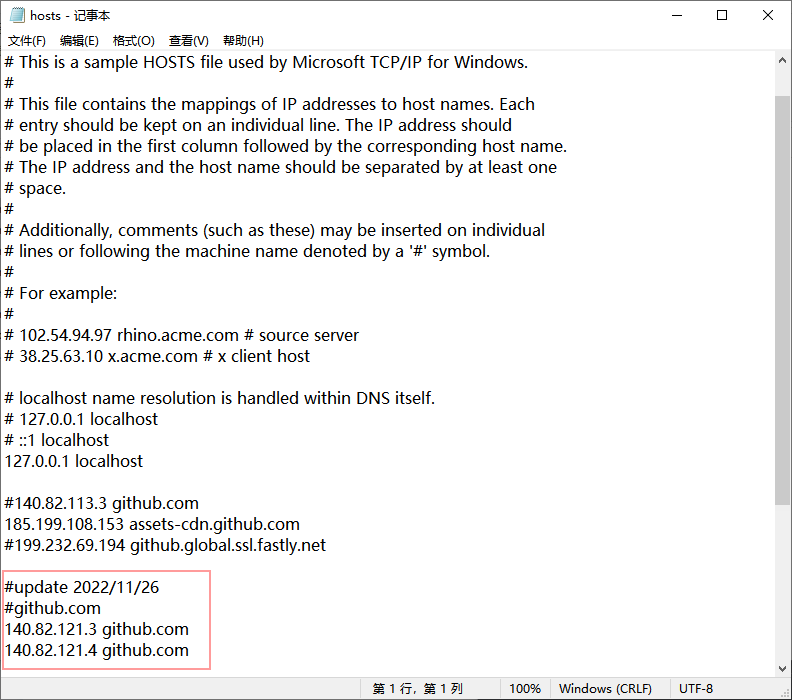 hosts - 记事本
文件(F) 编辑(E) 格式(O) 查看(V) 帮助(H)
# This is a sample HOSTS file used by Microsoft TCP/IP for Windows.
#
# This file contains the mappings of IP addresses to host names. Each
# entry should be kept on an individual line. The IP address should
# be placed in the first column followed by the corresponding host name.
# The IP address and the host name should be separated by at least one
# space.
#
# Additionally, comments (such as these) may be inserted on individual
# lines or following the machine name denoted by a '#' symbol.
#
# For example:
#
# 102.54.94.97 rhino.acme.com # source server
# 38.25.63.10 x.acme.com # x client host
# localhost name resolution is handled within DNS itself.
# 127.0.0.1 localhost
# ::1 localhost
127.0.0.1 localhost
#140.82.113.3 github.com
185.199.108.153 assets-cdn.github.com
#199.232.69.194 github.global.ssl.fastly.net
#update 2022/11/26
#github.com
140.82.121.3 github.com
140.82.121.4 github.com
第 1 行，第 1 列 100% Windows (CRLF) UTF-8